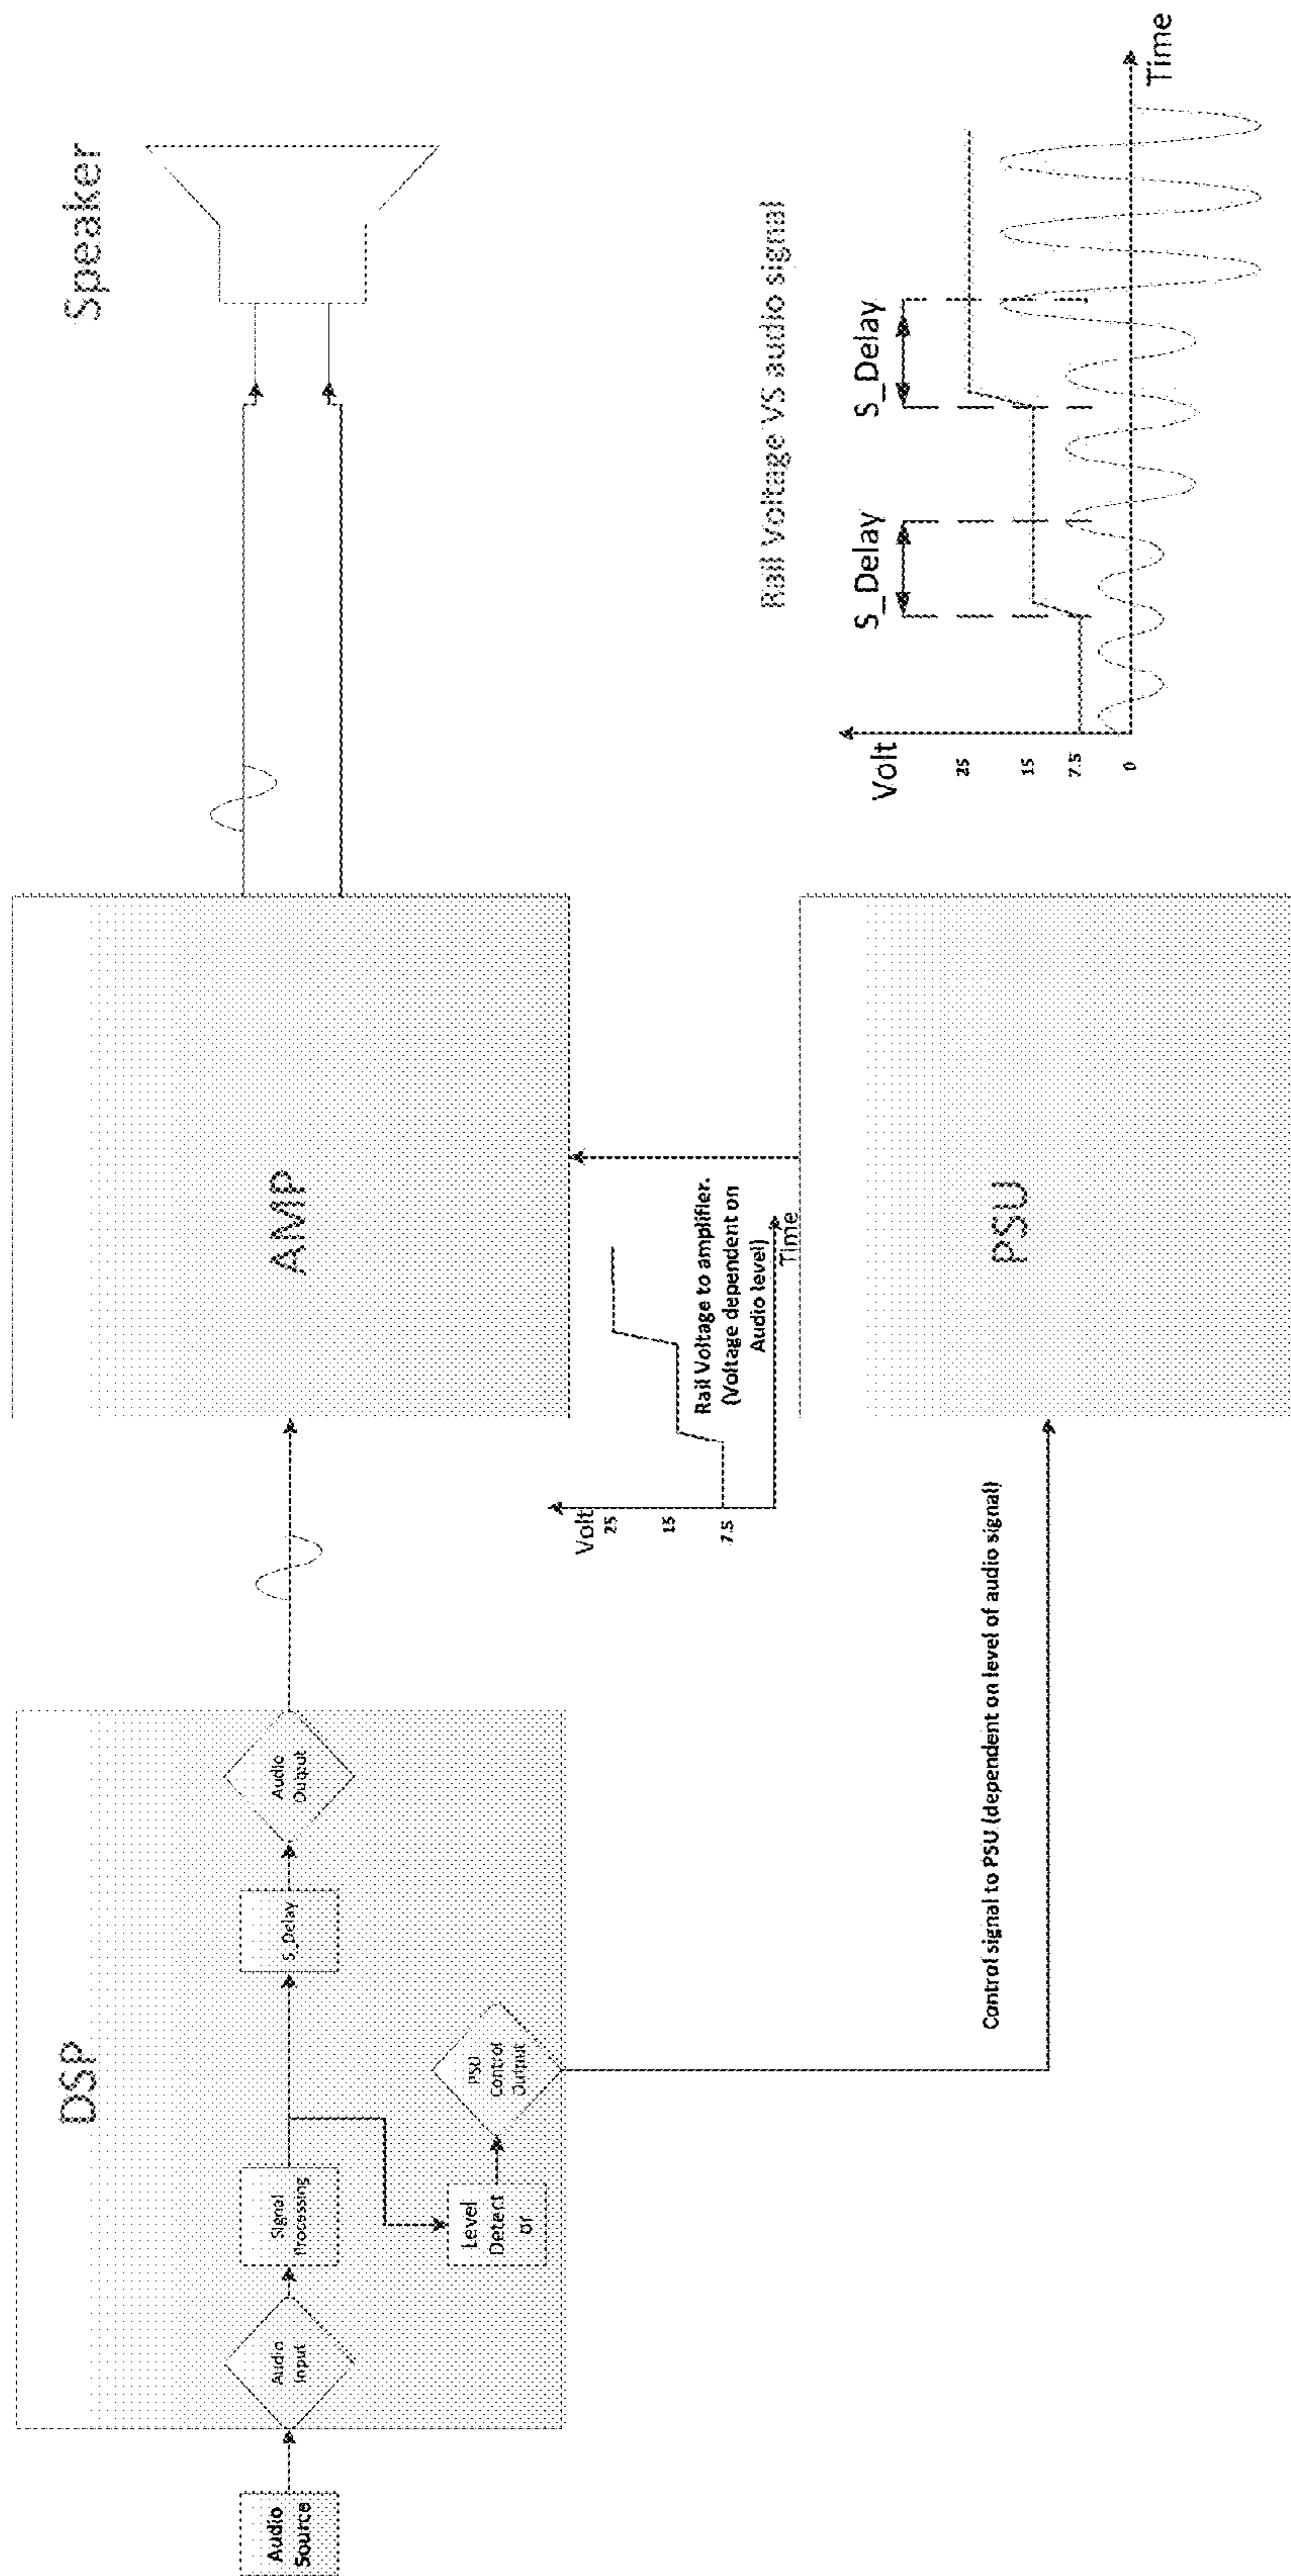 Audio
Source
DSP
Audio
Input
Signal
Processing
Level
Detect
or
PSU
Control
Output
S_Delay
Audio
Output
Control signal to PSU (dependent on level of audio signal)
AMP
Volt
25
15
7.5
Rail Voltage to amplifier.
(Voltage dependent on
Audio level)
Time
PSU
Speaker
Rail Voltage VS audio signal
S_Delay
S_Delay
Volt
25
15
7.5
0
Time